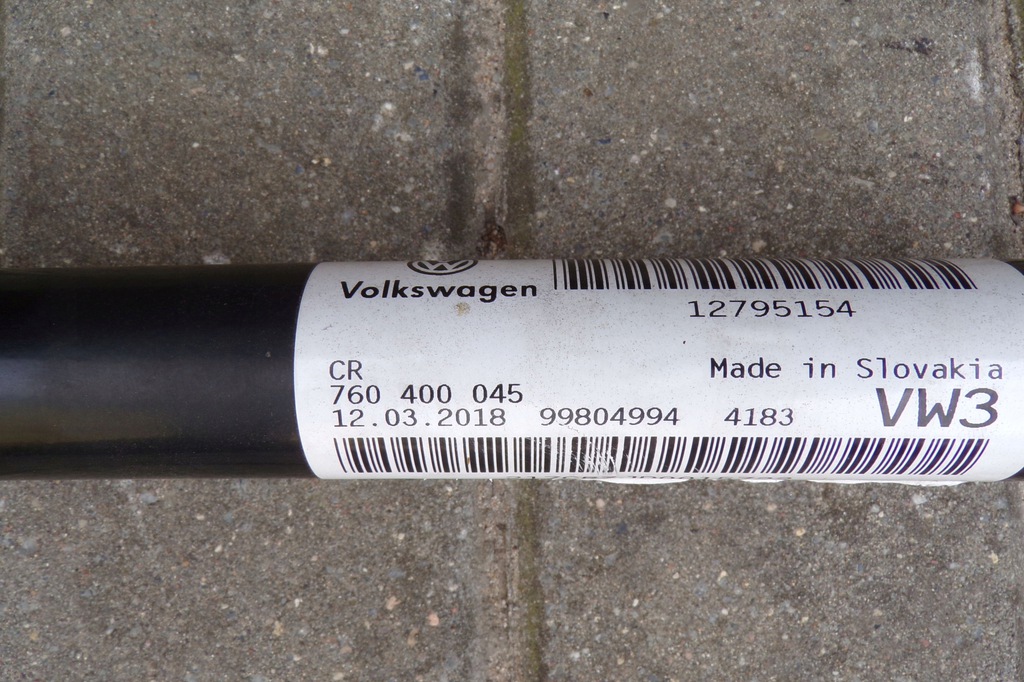 Volkswagen
12795154
CR
Made in Slovakia
760 400 045
VW3
12.03.2018 99804994 4183